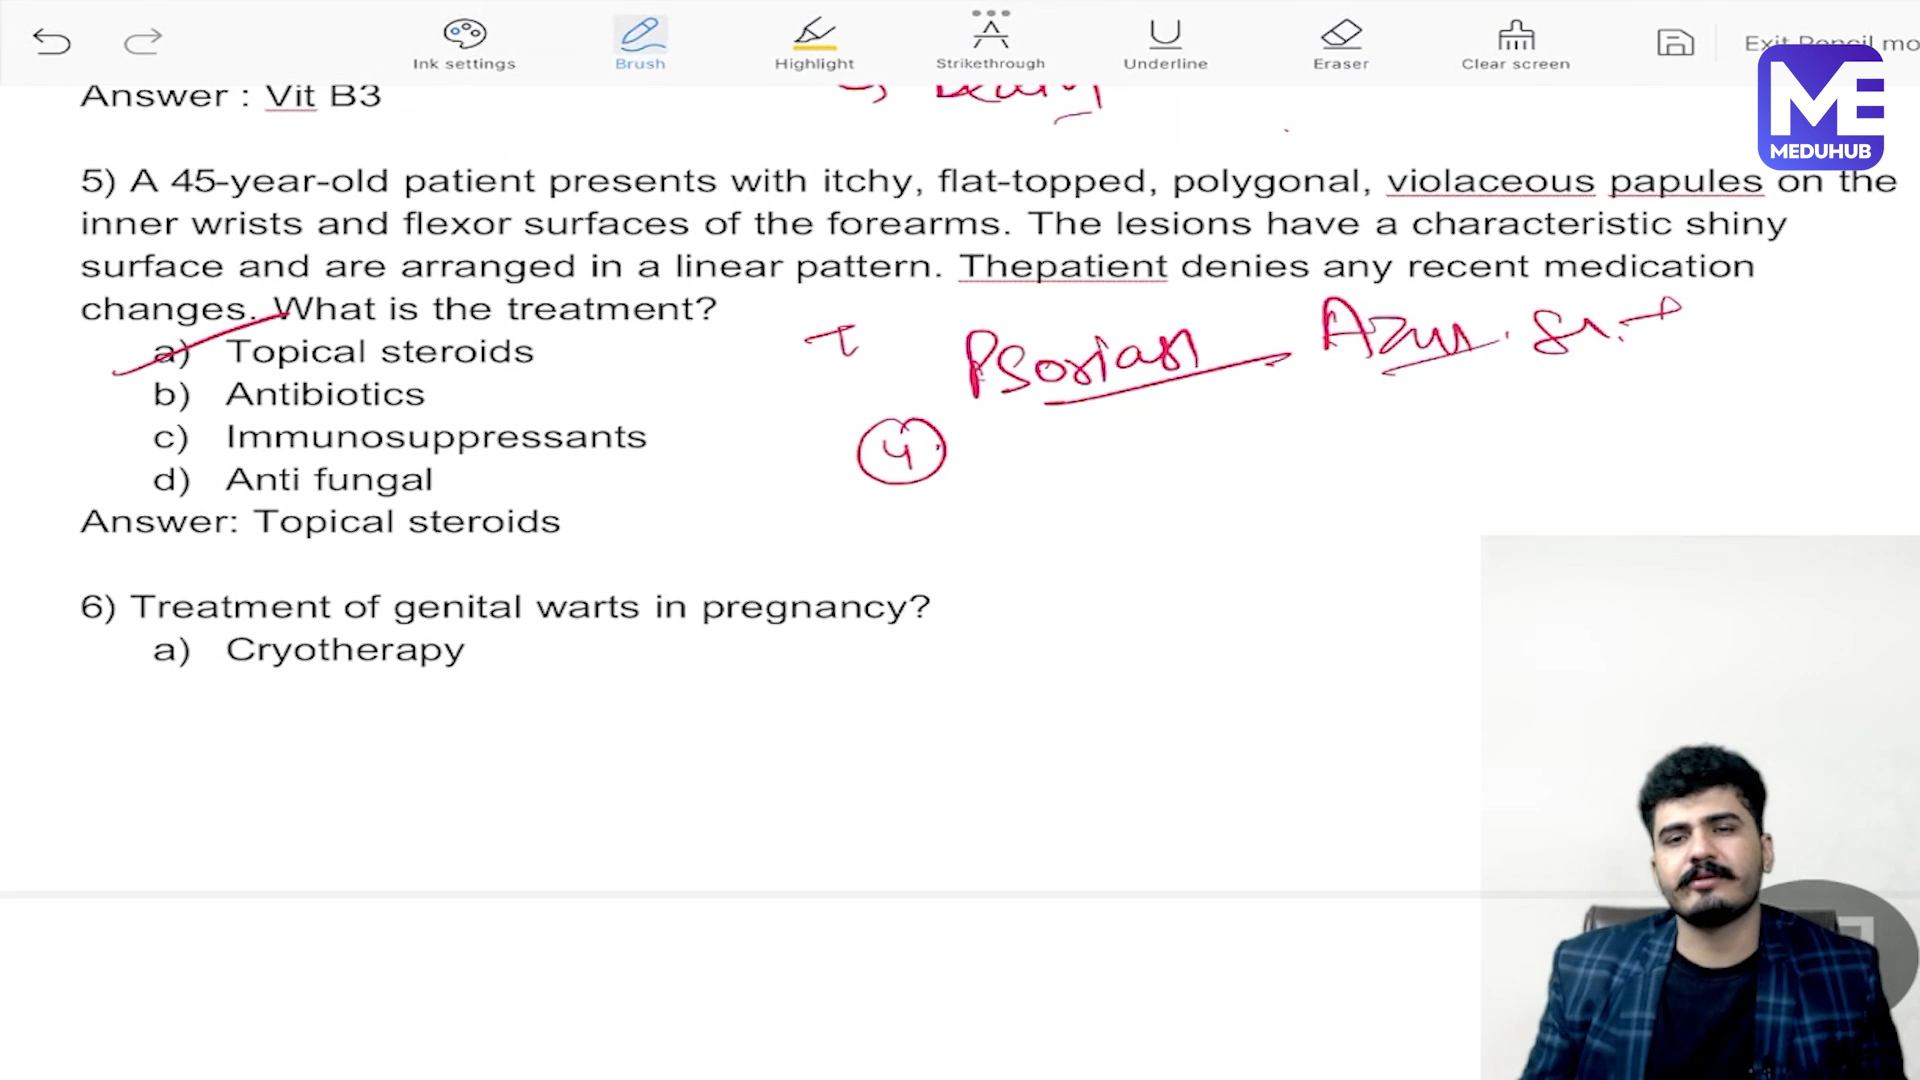 Ink settings
Brush
Highlight
Strikethrough
Underline
Eraser
Clear screen
Exit Pencil mo
ME
MEDUHUB
Answer : Vit B3
5) A 45-year-old patient presents with itchy, flat-topped, polygonal, violaceous papules on the
inner wrists and flexor surfaces of the forearms. The lesions have a characteristic shiny
surface and are arranged in a linear pattern. Thepatient denies any recent medication
changes. What is the treatment?
a) Topical steroids
b) Antibiotics
c) Immunosuppressants
d) Anti fungal
4
Answer: Topical steroids
6) Treatment of genital warts in pregnancy?
a) Cryotherapy